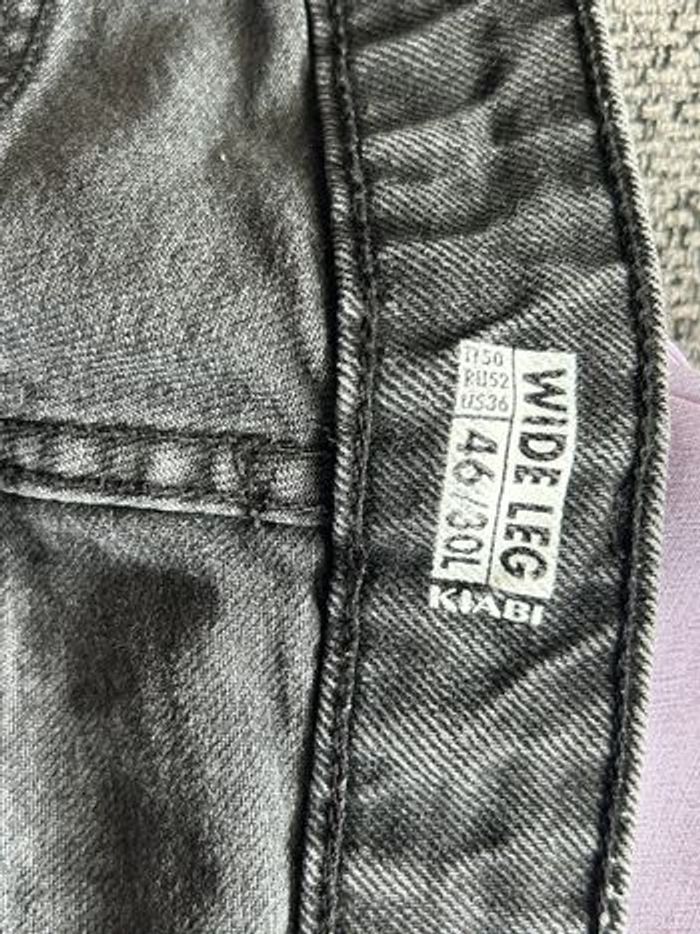 WIDE LEG
IT50
RU52
US36
46/30L
KIABI